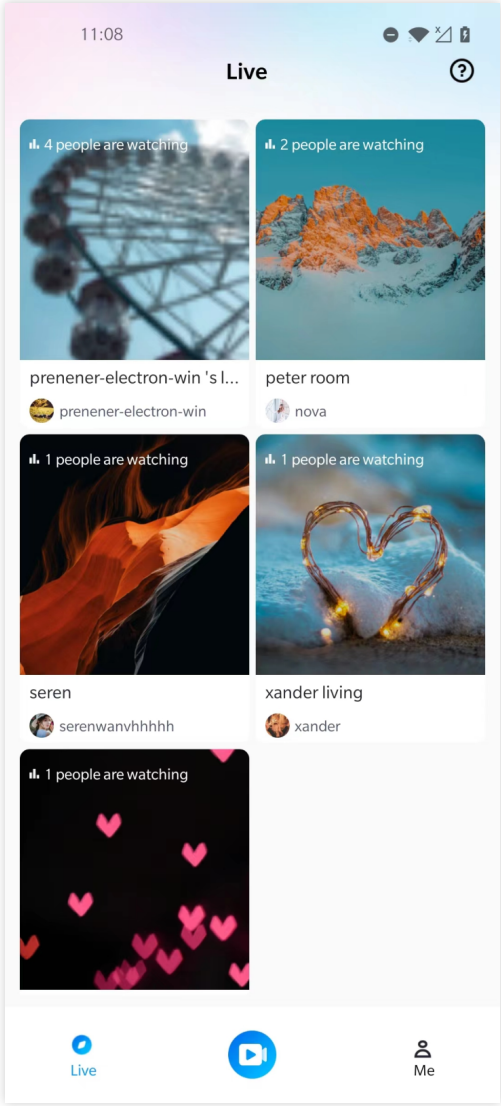 11:08
Live
4 people are watching
2 people are watching
prenener-electron-win 's l...
peter room
prenener-electron-win
nova
1 people are watching
1 people are watching
seren
xander living
serenwanvhhhhh
xander
1 people are watching
Live
Me